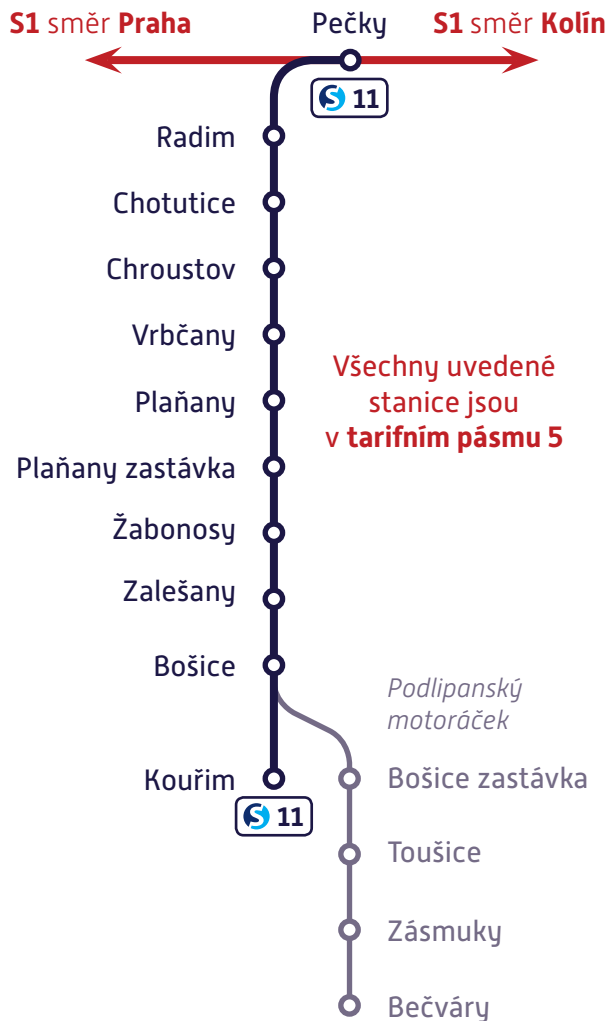 S1 směr Praha
Pečky
S1 směr Kolín
S 11
Radim
Chotutice
Chroustov
Vrbčany
Všechny uvedené
stanice jsou
v tarifním pásmu 5
Plaňany
Plaňany zastávka
Žabonosy
Zalešany
Bošice
Podlipanský
motoráček
Kouřim
S 11
Bošice zastávka
Toušice
Zásmuky
Bečváry